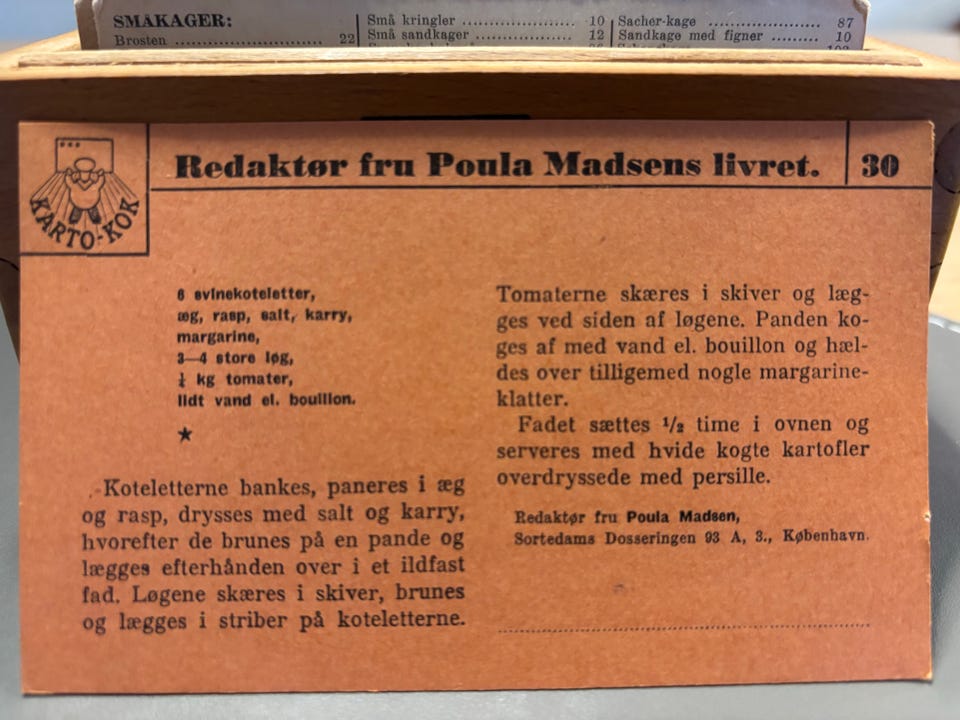 SMÅKAGER:
Brosten 22
Små kringler 10
Små sandkager 12
Sacher-kage 87
Sandkage med figner 10
KARTO-KOK
Redaktør fru Poula Madsens livret.
30
6 svinekoteletter,
æg, rasp, salt, karry,
margarine,
3—4 store løg,
kg tomater,
lidt vand el. bouillon.
★
Koteletterne bankes, paneres i æg
og rasp, drysses med salt og karry,
hvorefter de brunes på en pande og
lægges efterhånden over i et ildfast
fad. Løgene skæres i skiver, brunes
og lægges i striber på koteletterne.
Tomaterne skæres i skiver og læg-
ges ved siden af løgene. Panden ko-
ges af med vand el. bouillon og hæl-
des over tilligemed nogle margarine-
klatter.
Fadet sættes 1/2 time i ovnen og
serveres med hvide kogte kartofler
overdryssede med persille.
Redaktør fru Poula Madsen,
Sortedams Dosseringen 93 A, 3., København.